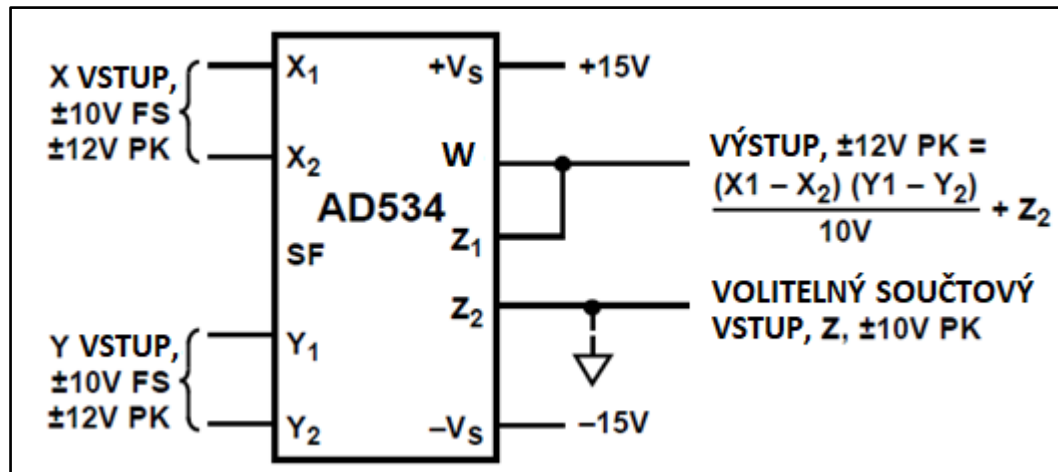 X VSTUP,
±10V FS
±12V PK
X₁
X₂
SF
Y VSTUP,
±10V FS
±12V PK
Y₁
Y₂
AD534
+Vₛ
+15V
W
Z₁
Z₂
–Vₛ
–15V
VÝSTUP, ±12V PK =
(X1 – X₂) (Y1 – Y₂)
10V
+ Z₂
VOLITELNÝ SOUČTOVÝ
VSTUP, Z, ±10V PK